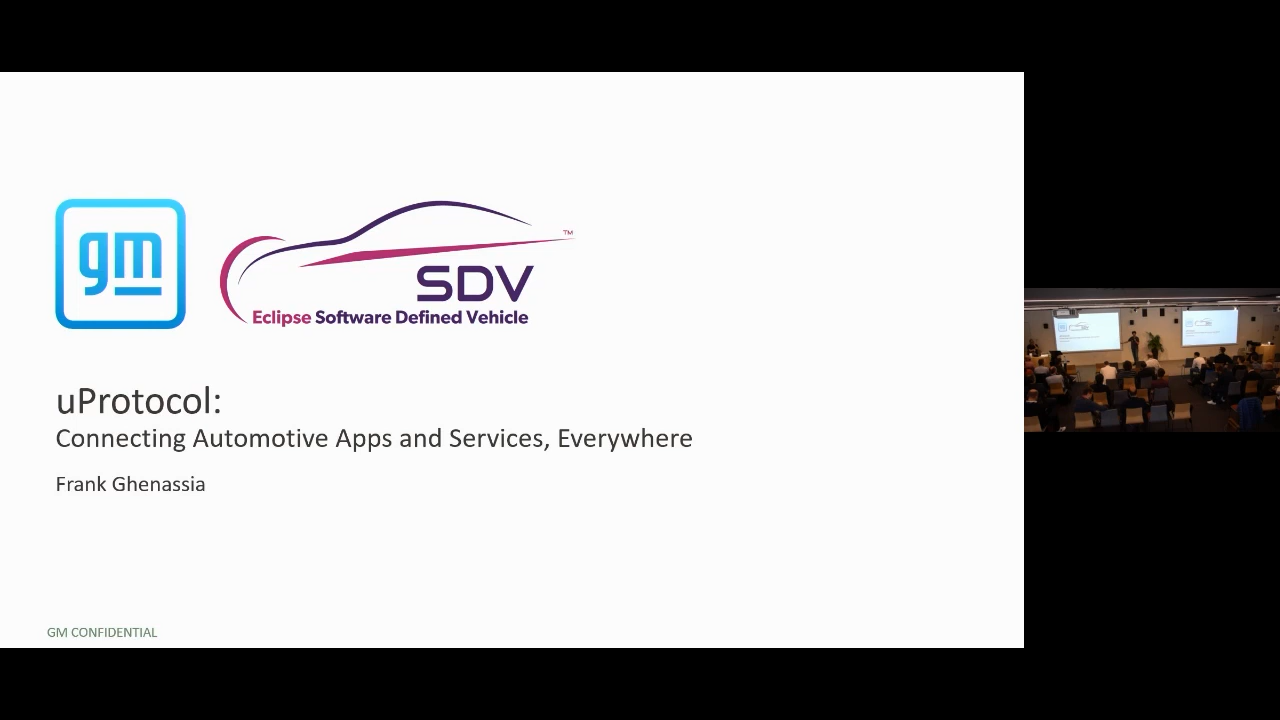 gm
™
SDV
Eclipse Software Defined Vehicle
uProtocol:
Connecting Automotive Apps and Services, Everywhere
Frank Ghenassia
GM CONFIDENTIAL